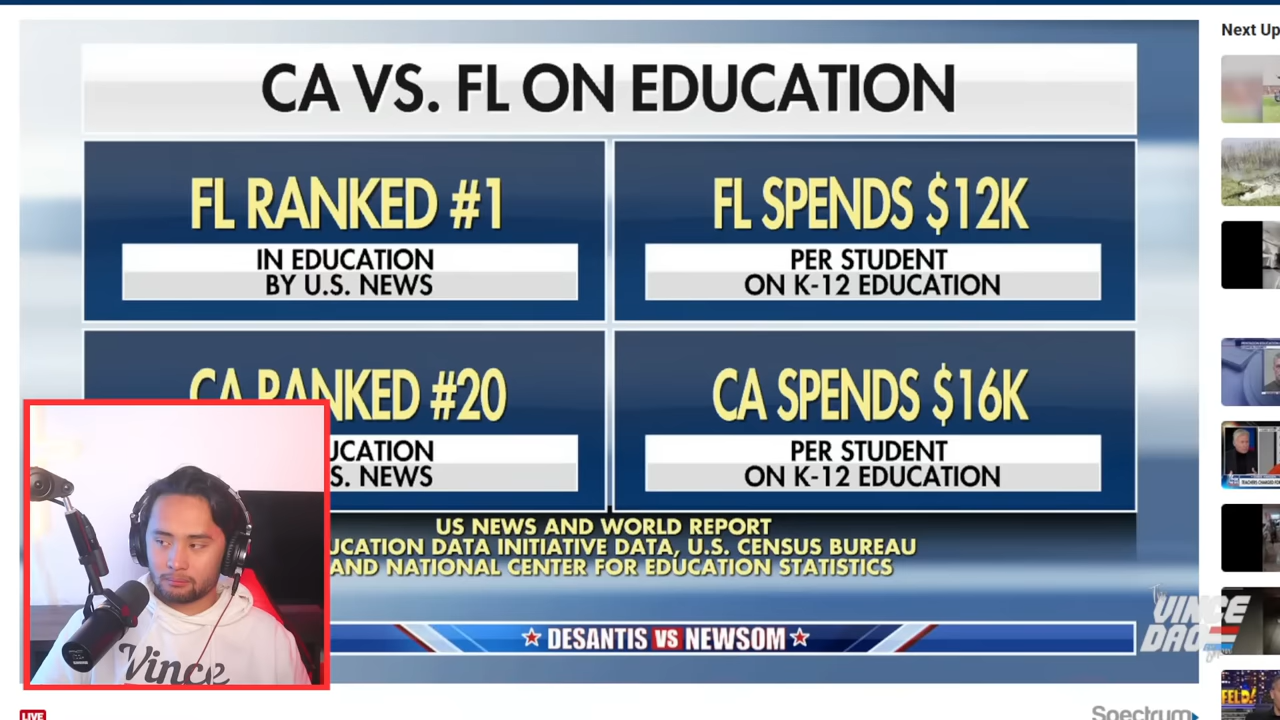 Next Up
CA VS. FL ON EDUCATION
FL RANKED #1
IN EDUCATION
BY U.S. NEWS
FL SPENDS $12K
PER STUDENT
ON K-12 EDUCATION
CA RANKED #20
UCATION
S. NEWS
CA SPENDS $16K
PER STUDENT
ON K-12 EDUCATION
US NEWS AND WORLD REPORT
UCATION DATA INITIATIVE DATA, U.S. CENSUS BUREAU
AND NATIONAL CENTER FOR EDUCATION STATISTICS
DESANTIS VS NEWSOM
The
VINCE
DAO
Vince
LIVE
Spectrum
FELD!